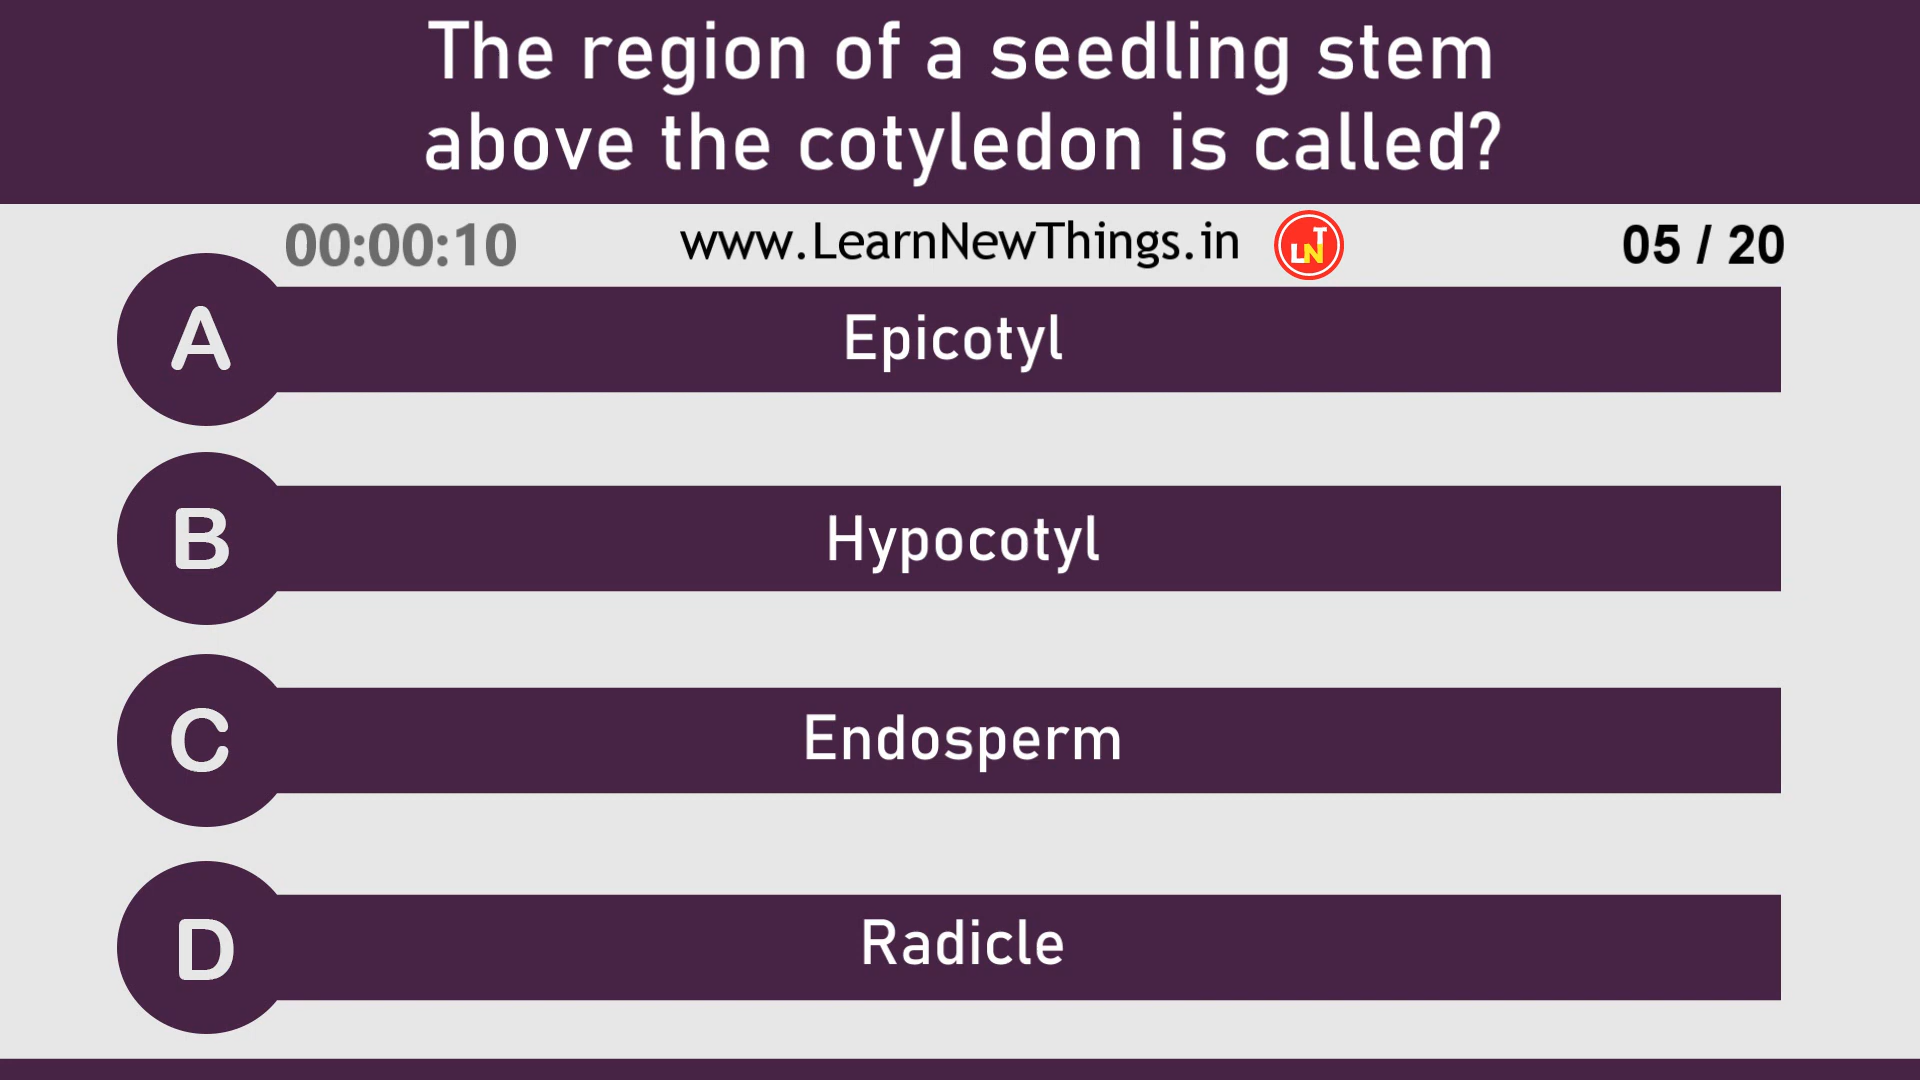 The region of a seedling stem
above the cotyledon is called?
00:00:10 www.LearnNewThings.in LNT 05 / 20
A Epicotyl
B Hypocotyl
C Endosperm
D Radicle